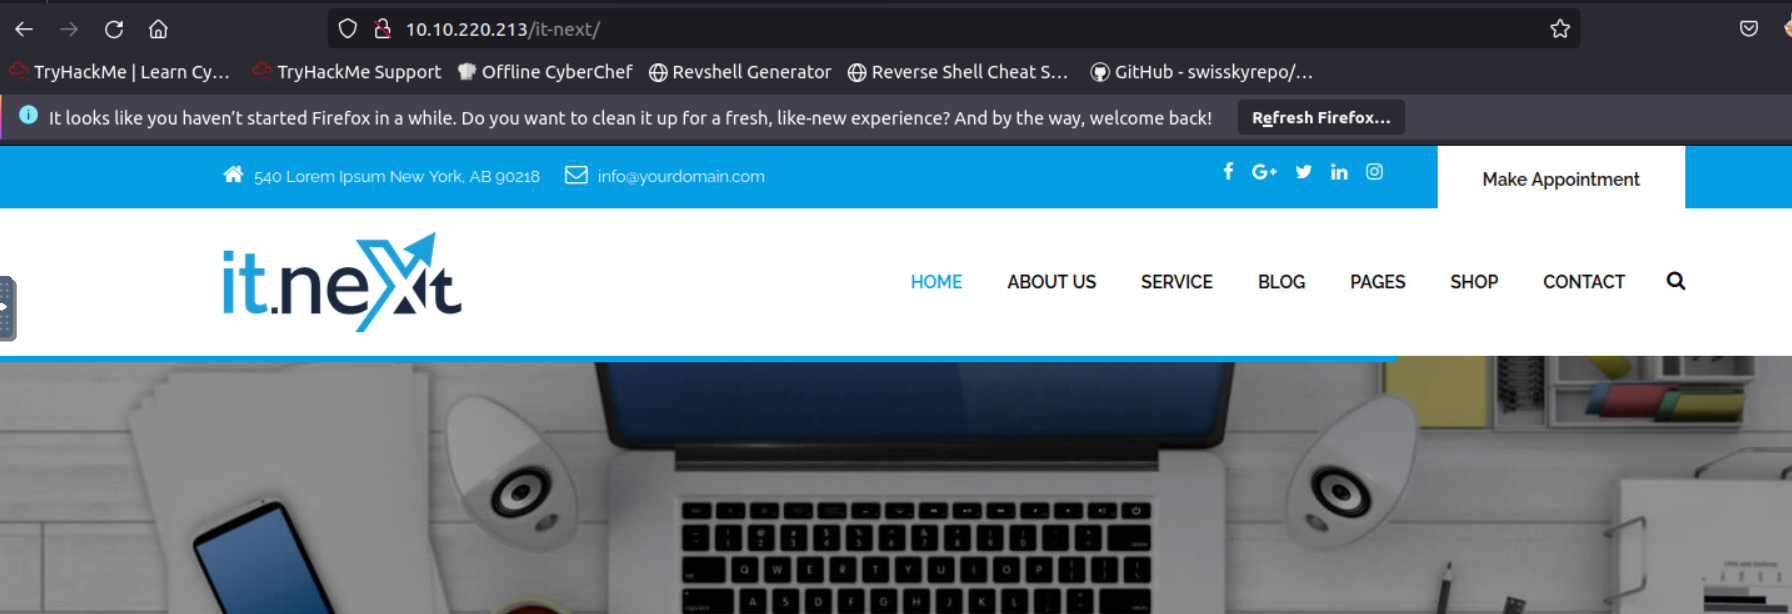 10.10.220.213/it-next/
TryHackMe | Learn Cy... TryHackMe Support Offline CyberChef Revshell Generator Reverse Shell Cheat S... GitHub - swisskyrepo/...
It looks like you haven't started Firefox in a while. Do you want to clean it up for a fresh, like-new experience? And by the way, welcome back! Refresh Firefox...
540 Lorem Ipsum New York, AB 90218 info@yourdomain.com f G+ in Make Appointment
it.next HOME ABOUT US SERVICE BLOG PAGES SHOP CONTACT
Q W E R T Y U I O P
A S D F G H J K L